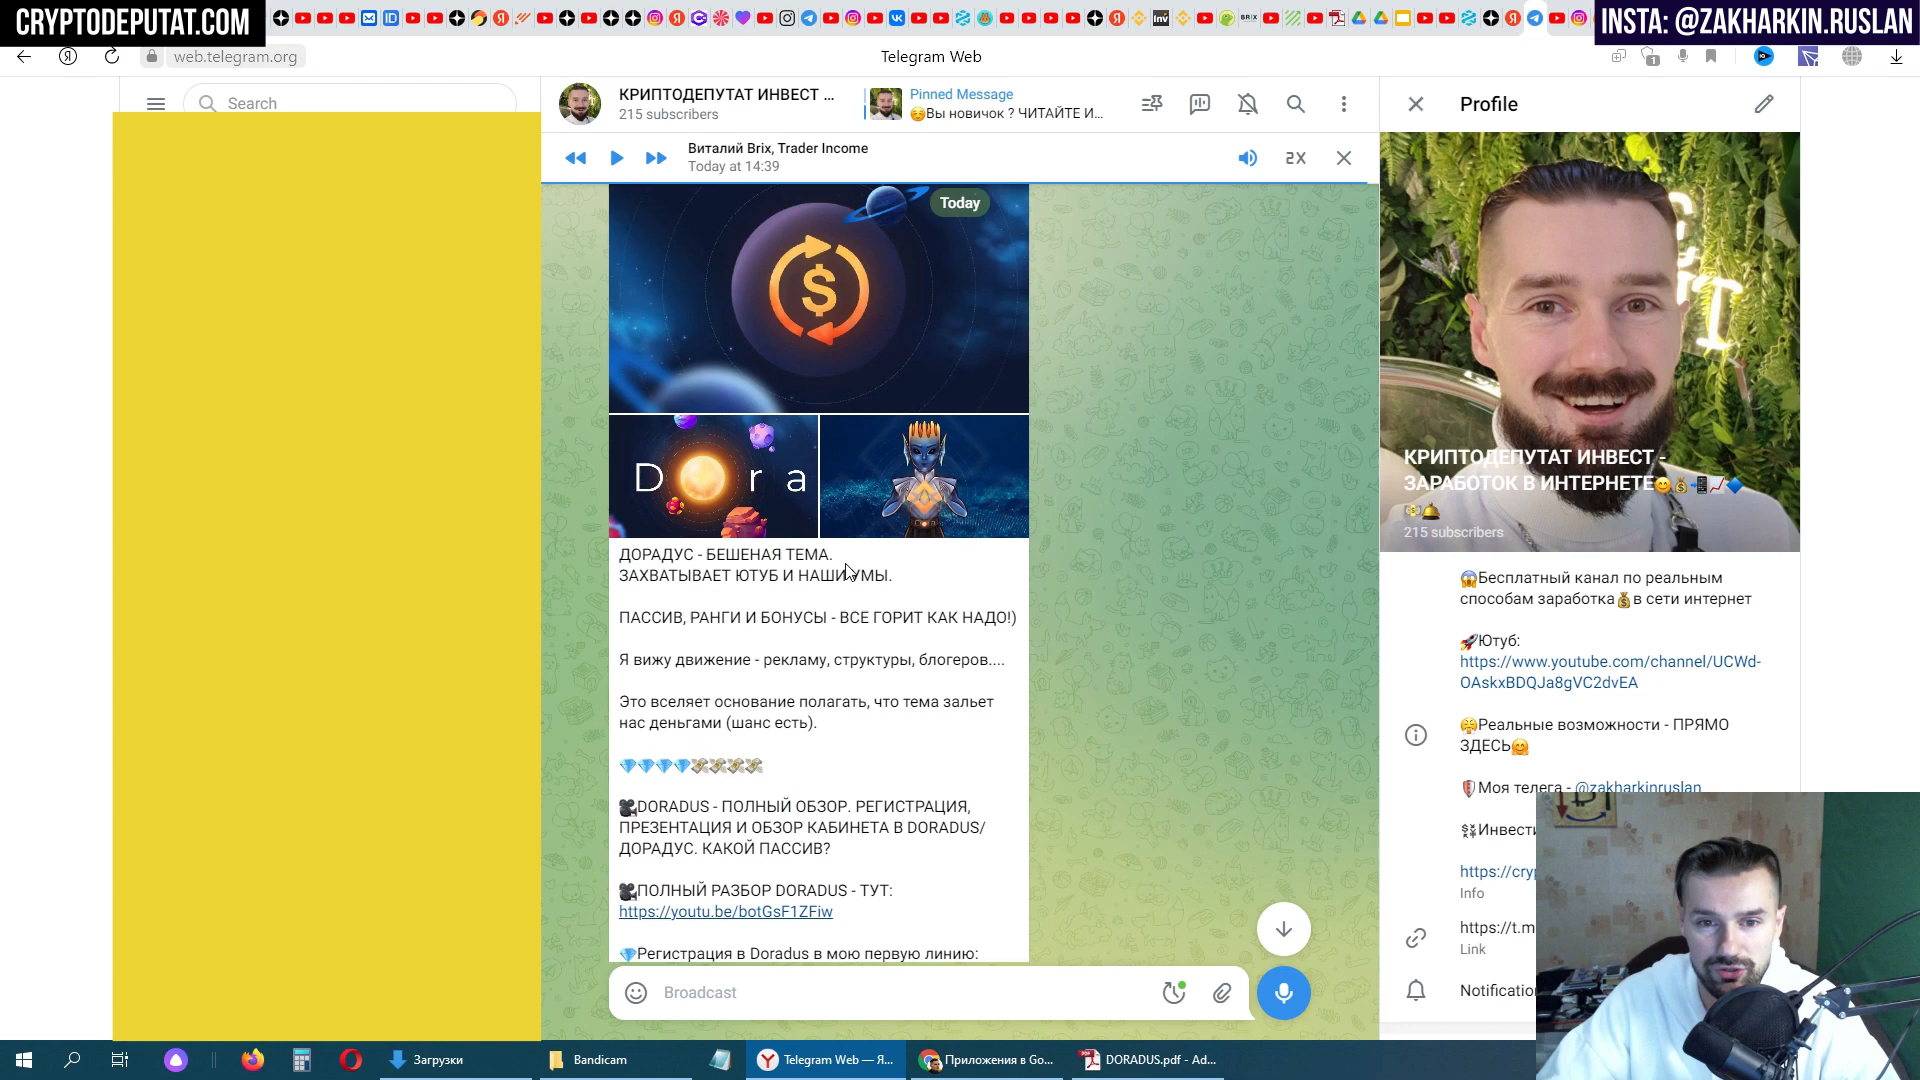 CRYPTODEPUTAT.COM
INSTA: @ZAKHARKIN.RUSLAN
web.telegram.org
Telegram Web
Search
КРИПТОДЕПУТАТ ИНВЕСТ ...
215 subscribers
Pinned Message
Вы новичок ? ЧИТАЙТЕ И...
Profile
Виталий Brix, Trader Income
Today at 14:39
2X
Today
D ra
ДОРАДУС - БЕШЕНАЯ ТЕМА.
ЗАХВАТЫВАЕТ ЮТУБ И НАШИ УМЫ.
ПАССИВ, РАНГИ И БОНУСЫ - ВСЕ ГОРИТ КАК НАДО!)
Я вижу движение - рекламу, структуры, блогеров....
Это вселяет основание полагать, что тема зальет
нас деньгами (шанс есть).
DORADUS - ПОЛНЫЙ ОБЗОР. РЕГИСТРАЦИЯ,
ПРЕЗЕНТАЦИЯ И ОБЗОР КАБИНЕТА В DORADUS/
ДОРАДУС. КАКОЙ ПАССИВ?
ПОЛНЫЙ РАЗБОР DORADUS - ТУТ:
https://youtu.be/botGsF1ZFiw
Регистрация в Doradus в мою первую линию:
Broadcast
КРИПТОДЕПУТАТ ИНВЕСТ -
ЗАРАБОТОК В ИНТЕРНЕТЕ
215 subscribers
Бесплатный канал по реальным
способам заработка в сети интернет
Ютуб:
https://www.youtube.com/channel/UCWd-
OAskxBDQJa8gVC2dvEA
Реальные возможности - ПРЯМО
ЗДЕСЬ
Моя телега - @zakharkinruslan
Инвести
https://cry
Info
https://t.m
Link
Notification
Загрузки
Bandicam
Telegram Web — Я...
Приложения в Go...
DORADUS.pdf - Ad...